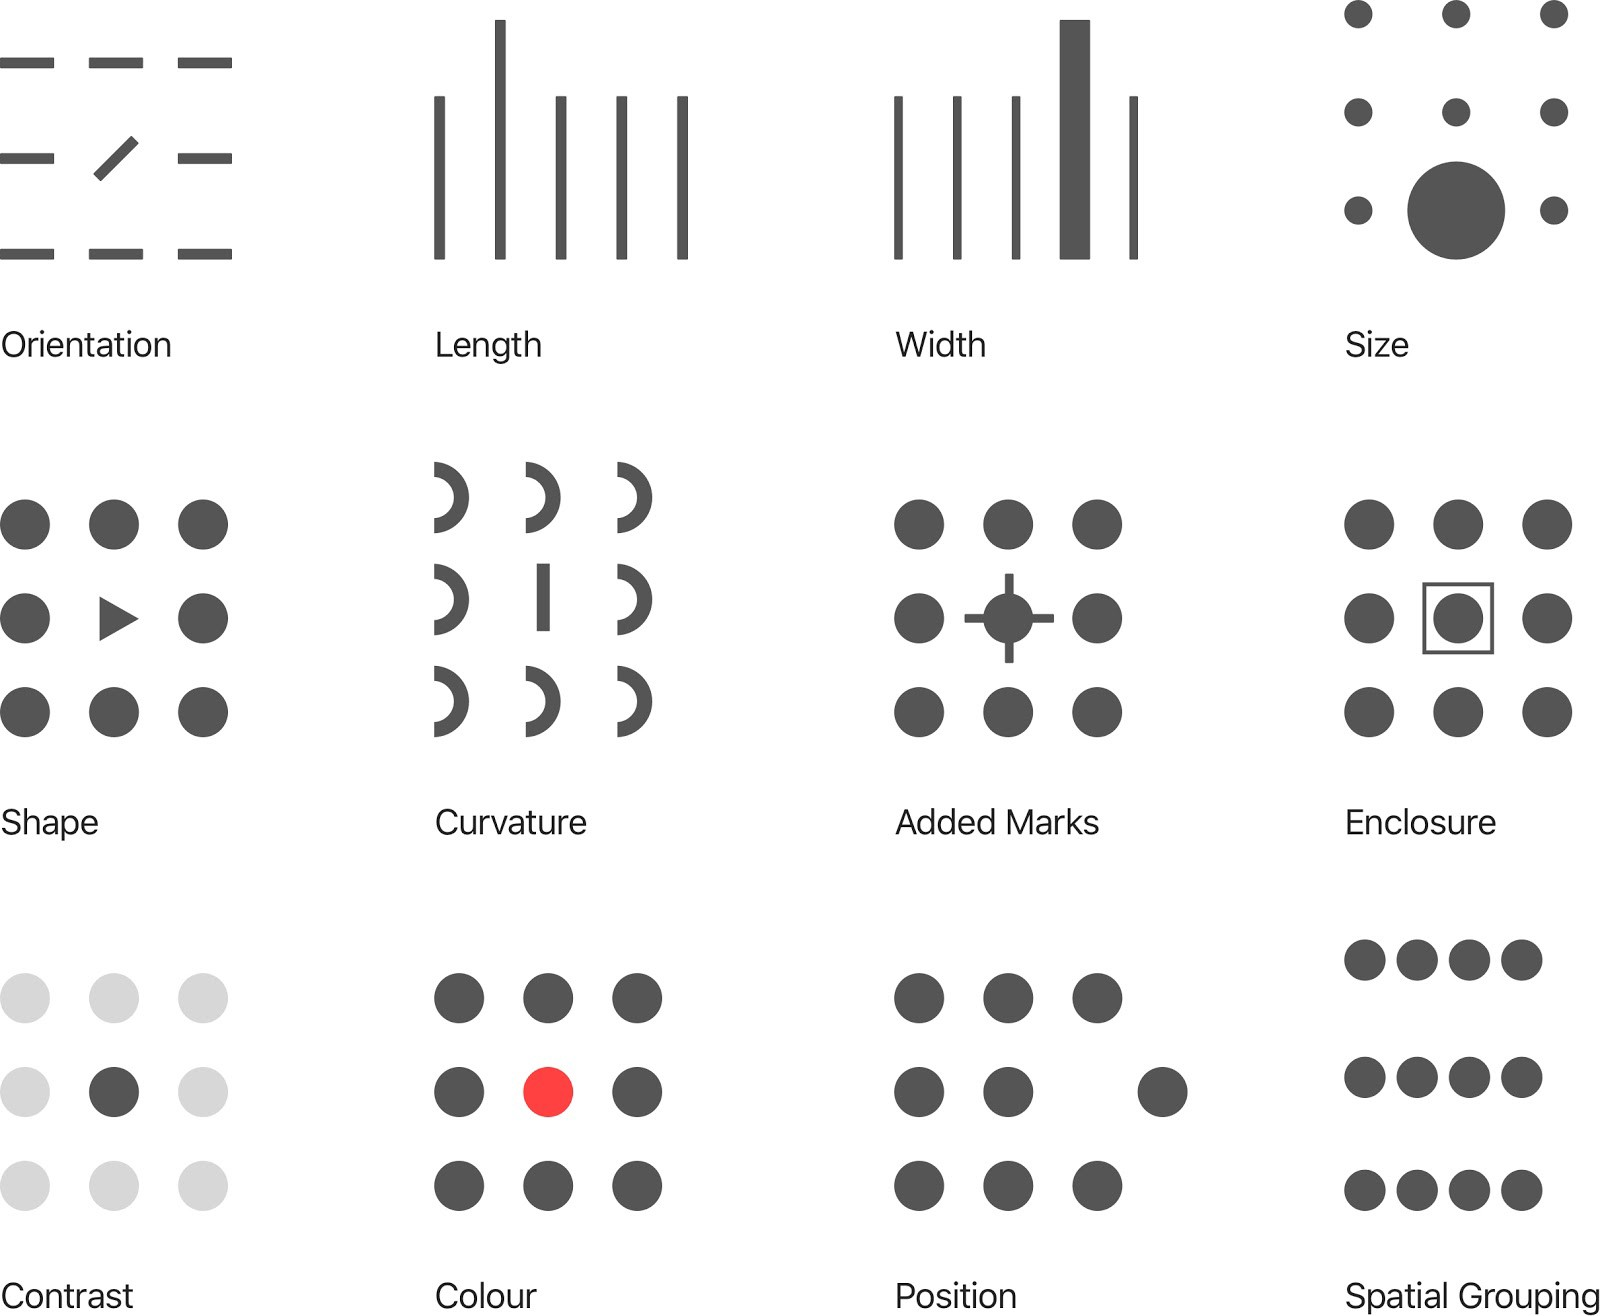 Orientation
Length
Width
Size
Shape
Curvature
Added Marks
Enclosure
Contrast
Colour
Position
Spatial Grouping